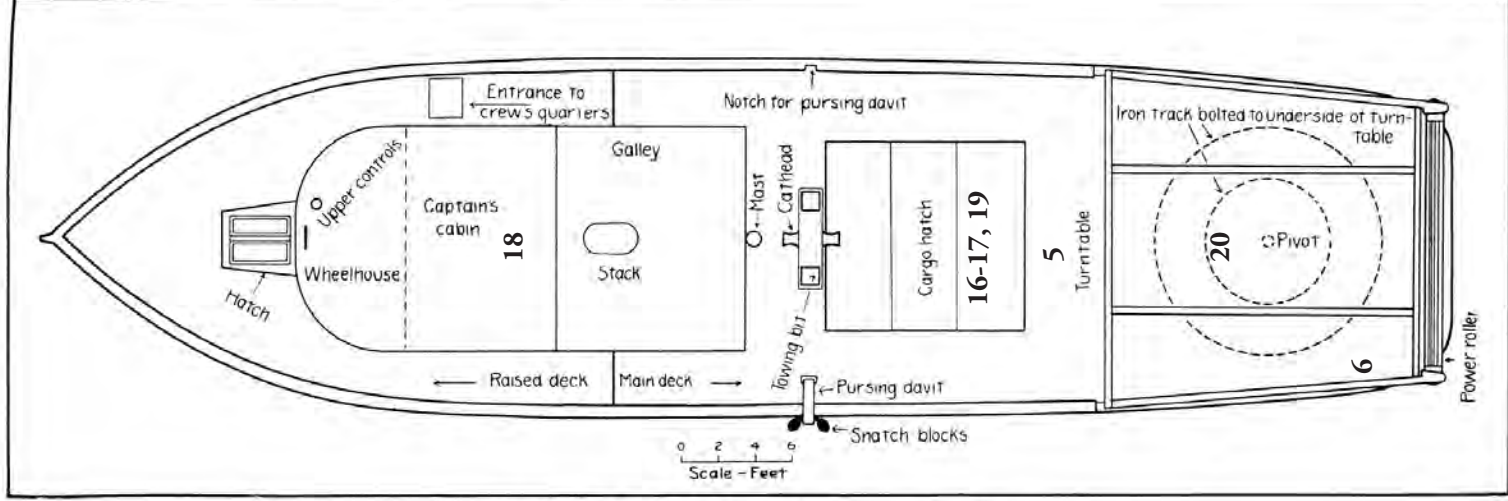 Entrance to
crews quarters
Notch for pursing davit
Iron track bolted to underside of turn-
table
Galley
Upper controls
Captain's
cabin
18
Mast
Cathead
Cargo hatch
16-17, 19
5
Turntable
20
Pivot
Wheelhouse
Stack
Hatch
Towing bit
6
Power roller
Raised deck
Main deck
Pursing davit
Snatch blocks
0 2 4 6
Scale - Feet